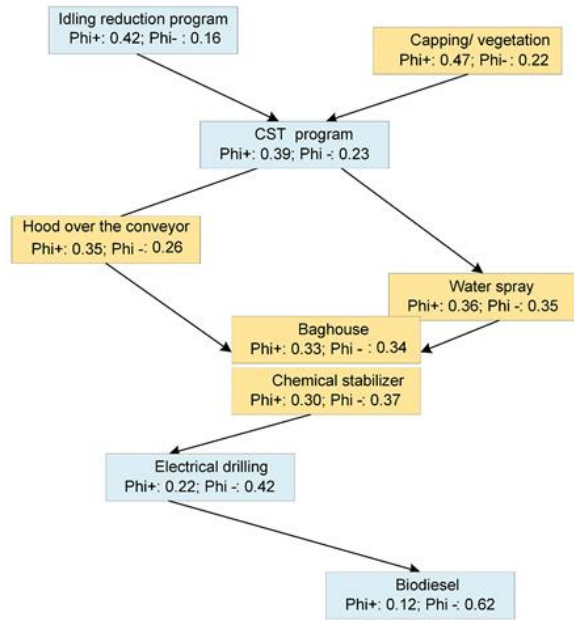 Idling reduction program
Phi+: 0.42; Phi- : 0.16
Capping/ vegetation
Phi+: 0.47; Phi- : 0.22
CST program
Phi+: 0.39; Phi -: 0.23
Hood over the conveyor
Phi+: 0.35; Phi -: 0.26
Water spray
Phi+: 0.36; Phi -: 0.35
Baghouse
Phi+: 0.33; Phi - : 0.34
Chemical stabilizer
Phi+: 0.30; Phi -: 0.37
Electrical drilling
Phi+: 0.22; Phi -: 0.42
Biodiesel
Phi+: 0.12; Phi -: 0.62